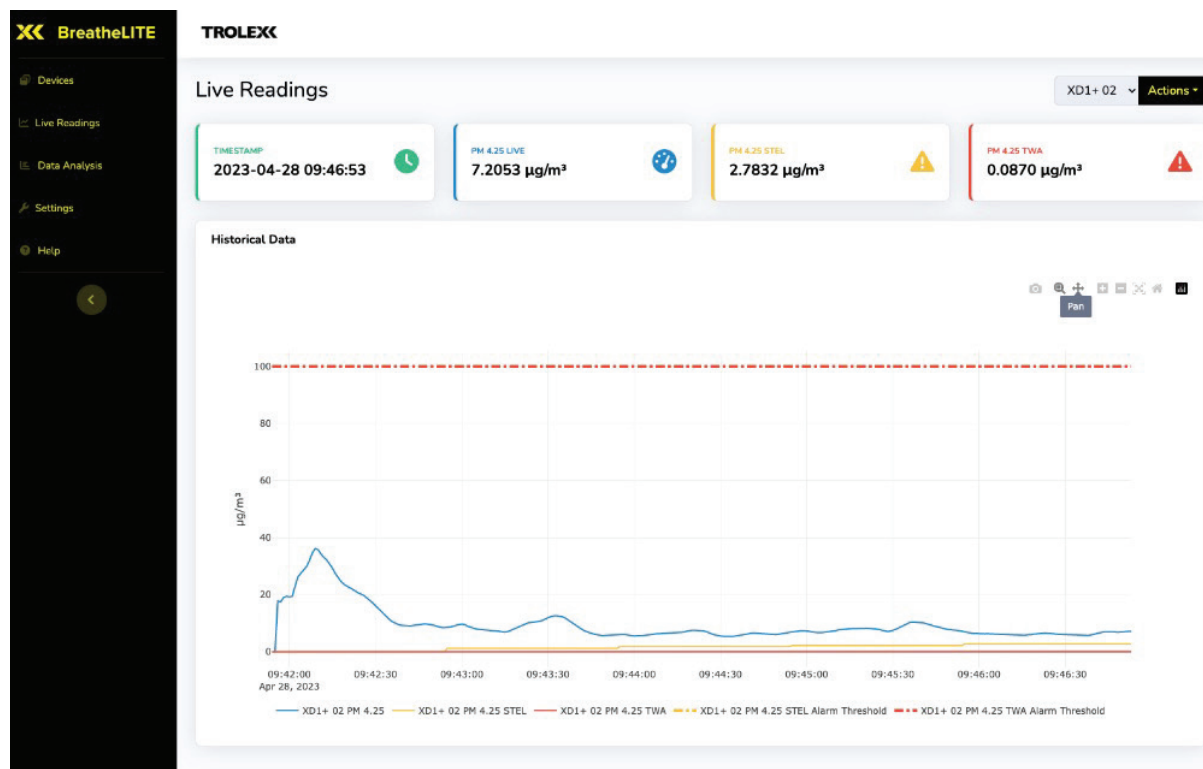 BreatheLITE
TROLEX
Devices
Live Readings
Data Analysis
Settings
Help
Live Readings
XD1+ 02
Actions
TIMESTAMP
2023-04-28 09:46:53
PM 4.25 LIVE
7.2053 µg/m³
PM 4.25 STEL
2.7832 µg/m³
PM 4.25 TWA
0.0870 µg/m³
Historical Data
Pan
100
80
60
40
20
0
µg/m³
09:42:00
Apr 28, 2023
09:42:30
09:43:00
09:43:30
09:44:00
09:44:30
09:45:00
09:45:30
09:46:00
09:46:30
XD1+ 02 PM 4.25
XD1+ 02 PM 4.25 STEL
XD1+ 02 PM 4.25 TWA
XD1+ 02 PM 4.25 STEL Alarm Threshold
XD1+ 02 PM 4.25 TWA Alarm Threshold